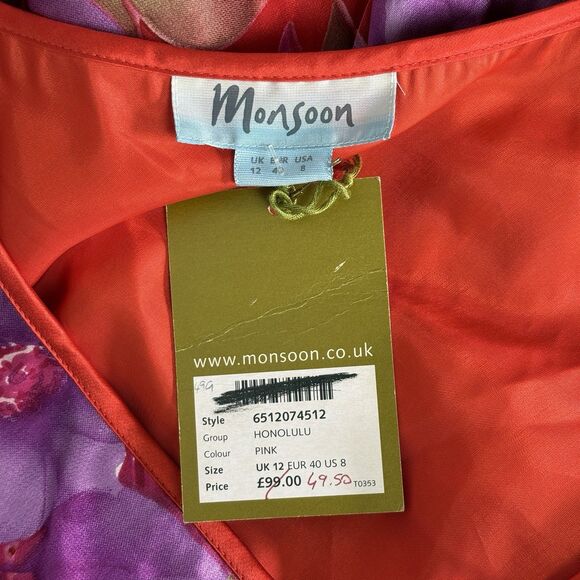 Monsoon
UK EUR USA
12 40 8
www.monsoon.co.uk
49G
Style 6512074512
Group HONOLULU
Colour PINK
Size UK 12 EUR 40 US 8
Price £99.00 49.50 T0353